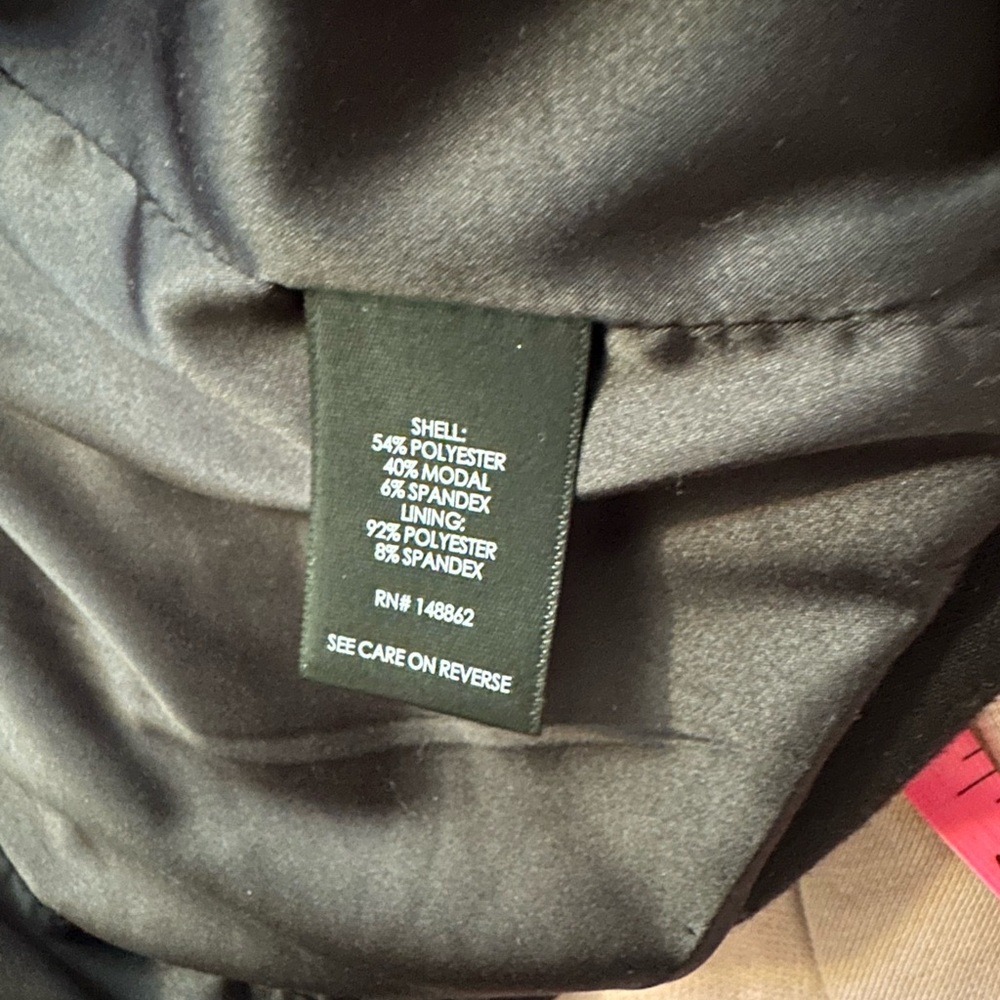 SHELL:
54% POLYESTER
40% MODAL
6% SPANDEX
LINING:
92% POLYESTER
8% SPANDEX
RN# 148862
SEE CARE ON REVERSE